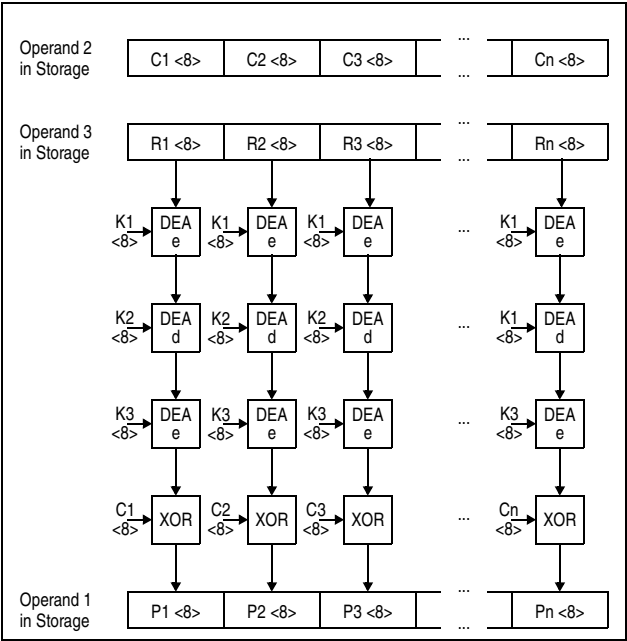 Operand 2
in Storage
C1 <8> C2 <8> C3 <8> ... ... Cn <8>
Operand 3
in Storage
R1 <8> R2 <8> R3 <8> ... ... Rn <8>
K1 <8> DEA e K1 <8> DEA e K1 <8> DEA e ... K1 <8> DEA e
K2 <8> DEA d K2 <8> DEA d K2 <8> DEA d ... K1 <8> DEA d
K3 <8> DEA e K3 <8> DEA e K3 <8> DEA e ... K3 <8> DEA e
C1 <8> XOR C2 <8> XOR C3 <8> XOR ... Cn <8> XOR
Operand 1
in Storage
P1 <8> P2 <8> P3 <8> ... ... Pn <8>